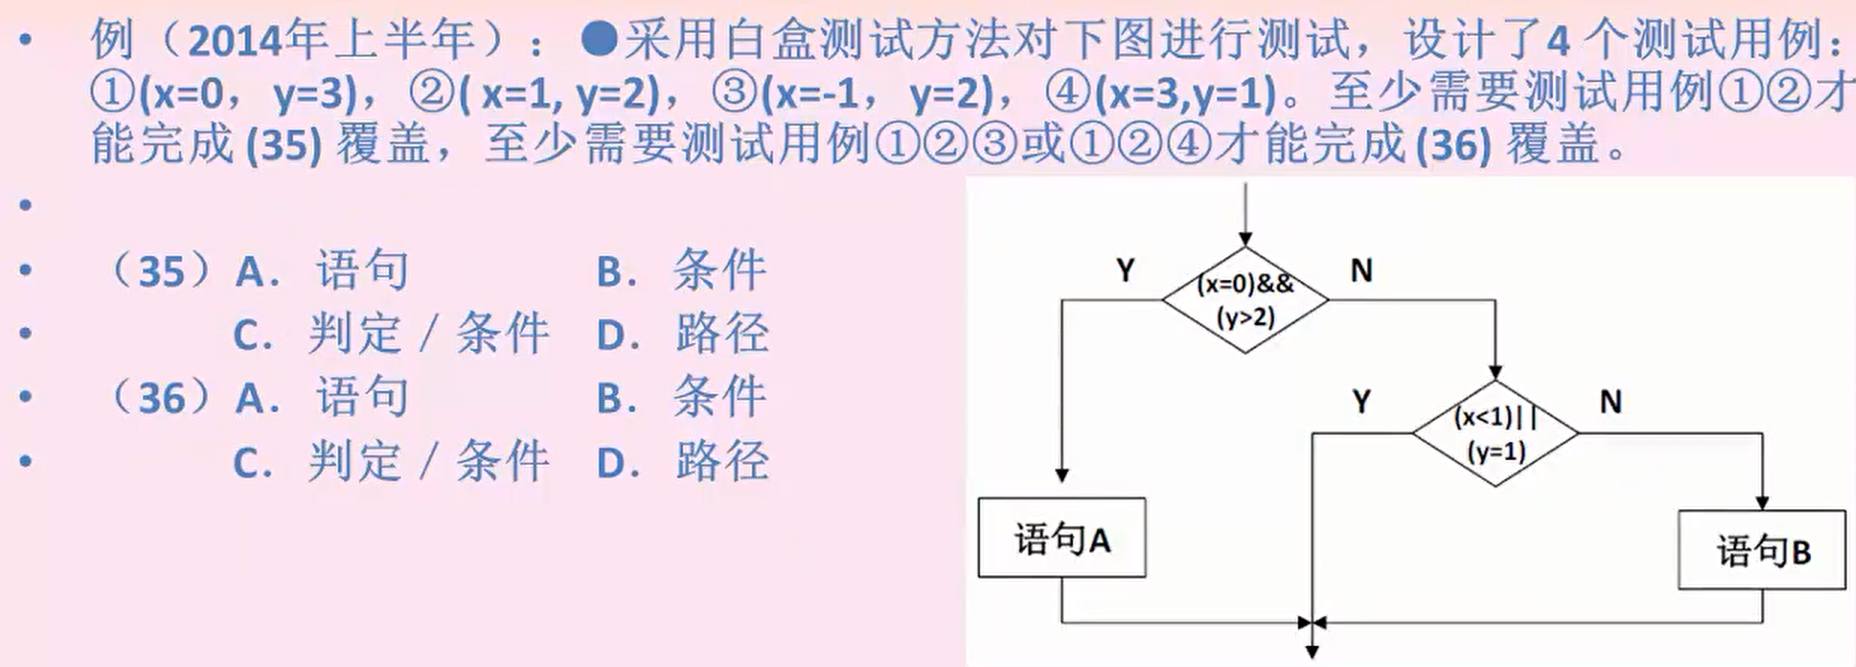 • 例（2014年上半年）：●采用白盒测试方法对下图进行测试，设计了4 个测试用例：
①(x=0， y=3)，②( x=1, y=2)，③(x=-1， y=2)，④(x=3,y=1)。至少需要测试用例①②才
能完成 (35) 覆盖，至少需要测试用例①②③或①②④才能完成 (36) 覆盖。
•
• （35）A．语句 B．条件
• C．判定／条件 D．路径
• （36）A．语句 B．条件
• C．判定／条件 D．路径
Y
(x=0)&&
(y>2)
N
Y
(x<1)||
(y=1)
N
语句A
语句B